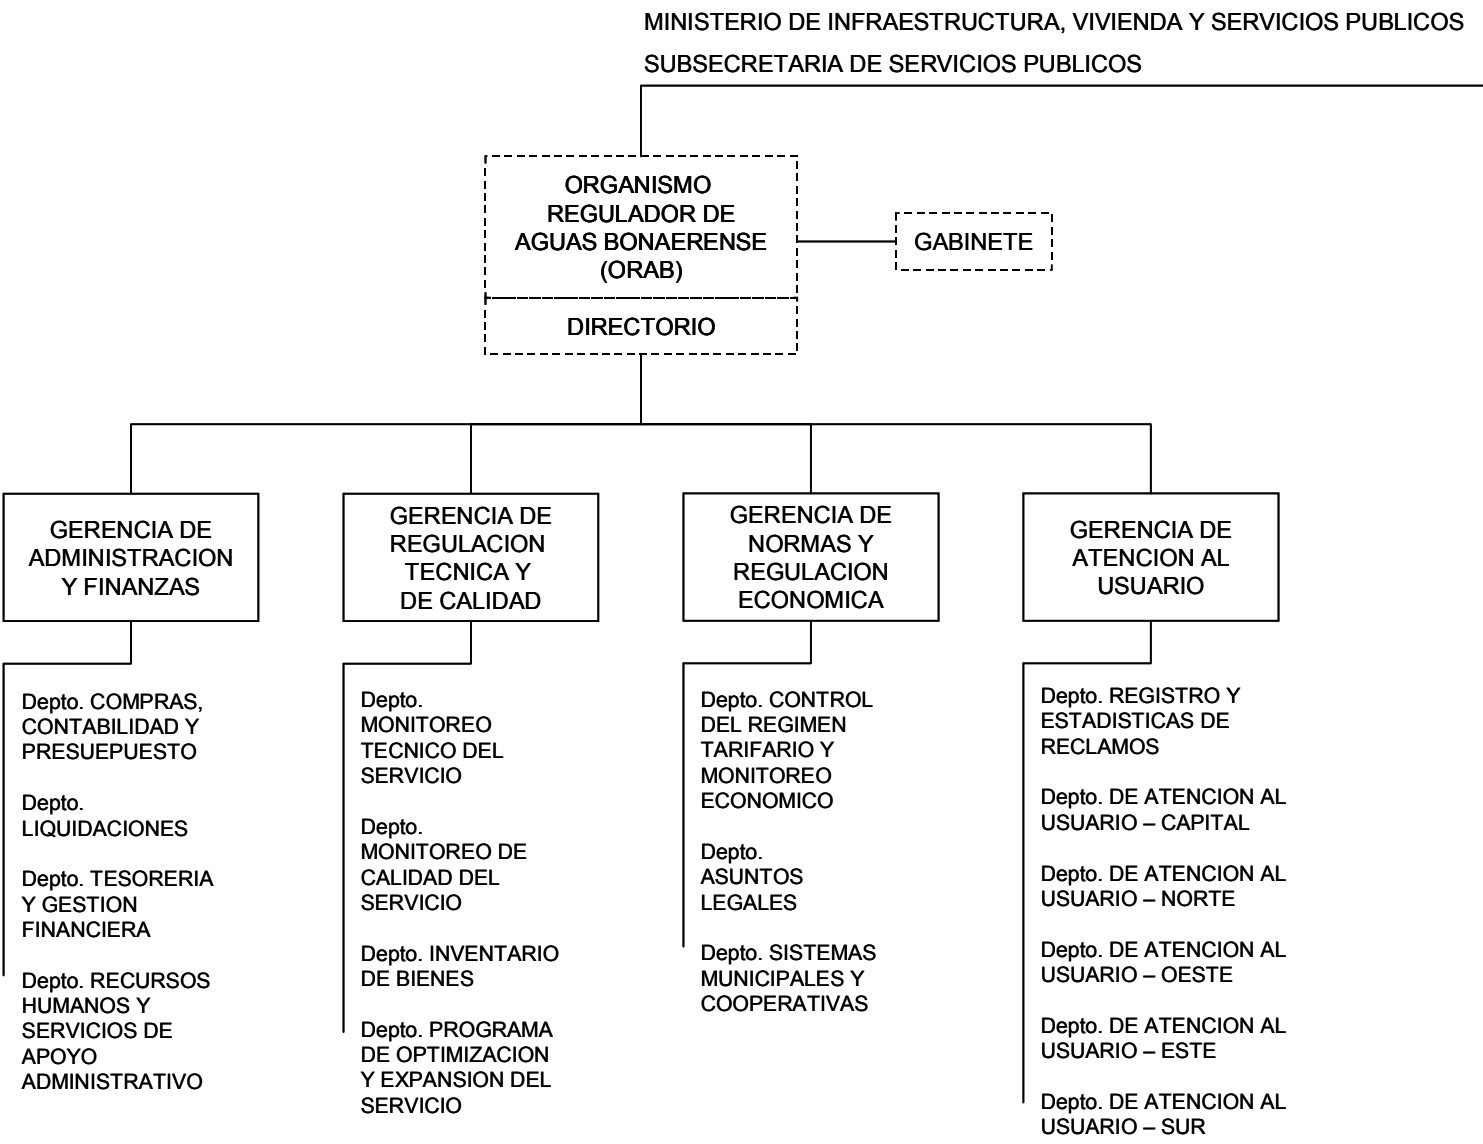 MINISTERIO DE INFRAESTRUCTURA, VIVIENDA Y SERVICIOS PUBLICOS
SUBSECRETARIA DE SERVICIOS PUBLICOS
ORGANISMO
REGULADOR DE
AGUAS BONAERENSE
(ORAB)
DIRECTORIO
GABINETE
GERENCIA DE
ADMINISTRACION
Y FINANZAS
Depto. COMPRAS,
CONTABILIDAD Y
PRESUEPUESTO
Depto.
LIQUIDACIONES
Depto. TESORERIA
Y GESTION
FINANCIERA
Depto. RECURSOS
HUMANOS Y
SERVICIOS DE
APOYO
ADMINISTRATIVO
GERENCIA DE
REGULACION
TECNICA Y
DE CALIDAD
Depto.
MONITOREO
TECNICO DEL
SERVICIO
Depto.
MONITOREO DE
CALIDAD DEL
SERVICIO
Depto. INVENTARIO
DE BIENES
Depto. PROGRAMA
DE OPTIMIZACION
Y EXPANSION DEL
SERVICIO
GERENCIA DE
NORMAS Y
REGULACION
ECONOMICA
Depto. CONTROL
DEL REGIMEN
TARIFARIO Y
MONITOREO
ECONOMICO
Depto.
ASUNTOS
LEGALES
Depto. SISTEMAS
MUNICIPALES Y
COOPERATIVAS
GERENCIA DE
ATENCION AL
USUARIO
Depto. REGISTRO Y
ESTADISTICAS DE
RECLAMOS
Depto. DE ATENCION AL
USUARIO – CAPITAL
Depto. DE ATENCION AL
USUARIO – NORTE
Depto. DE ATENCION AL
USUARIO – OESTE
Depto. DE ATENCION AL
USUARIO – ESTE
Depto. DE ATENCION AL
USUARIO – SUR